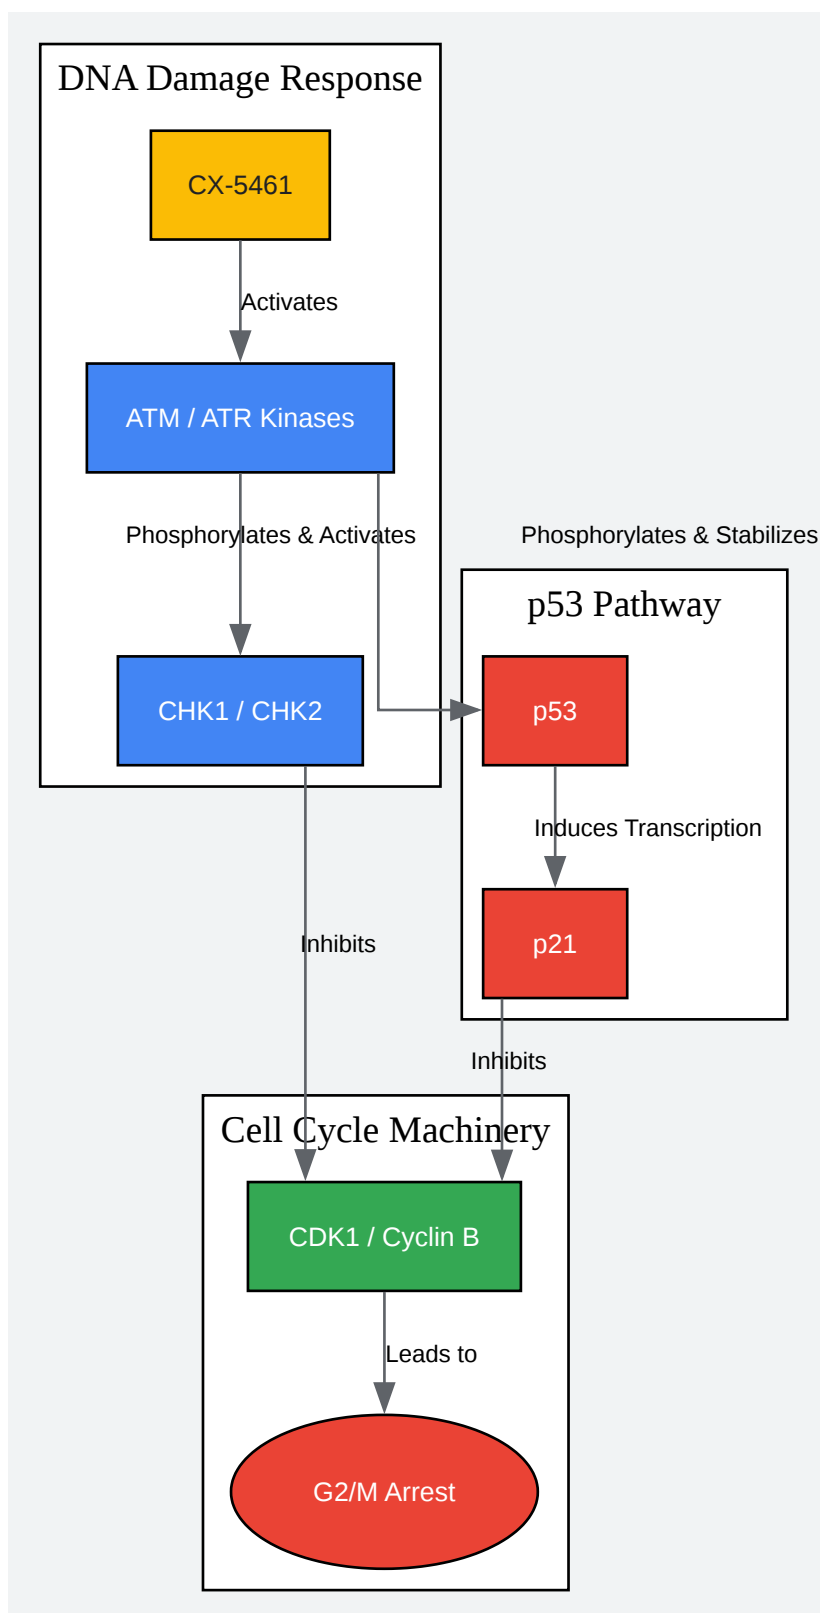 DNA Damage Response
CX-5461
Activates
ATM / ATR Kinases
Phosphorylates & Activates
Phosphorylates & Stabilizes
p53 Pathway
CHK1 / CHK2
p53
Induces Transcription
Inhibits
p21
Inhibits
Cell Cycle Machinery
CDK1 / Cyclin B
Leads to
G2/M Arrest